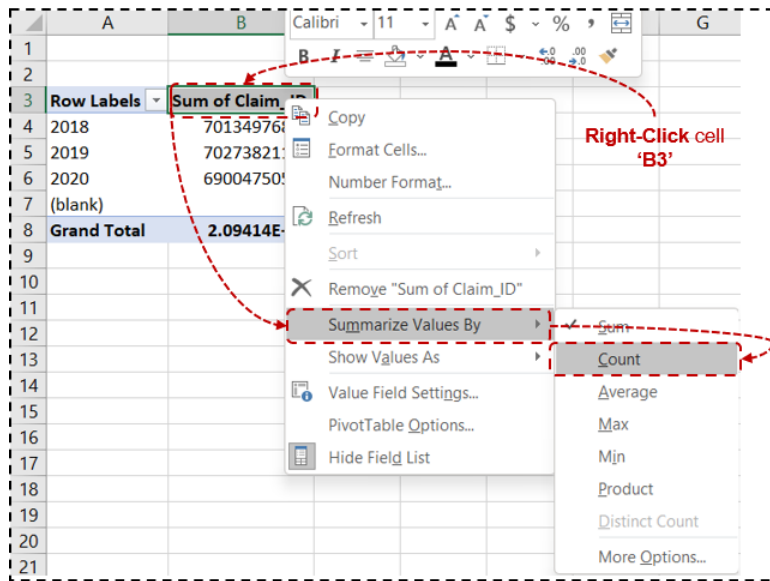 Calibri 11 A A $ % ,
B I A .00 .00
A B G
1
2
3 Row Labels Sum of Claim_ID
4 2018 70134976
5 2019 70273821
6 2020 69004750
7 (blank)
8 Grand Total 2.09414E
9
10
11
12
13
14
15
16
17
18
19
20
21
Copy
Format Cells...
Number Format...
Refresh
Sort
Remove "Sum of Claim_ID"
Summarize Values By
Show Values As
Value Field Settings...
PivotTable Options...
Hide Field List
Sum
Count
Average
Max
Min
Product
Distinct Count
More Options...
Right-Click cell
‘B3’